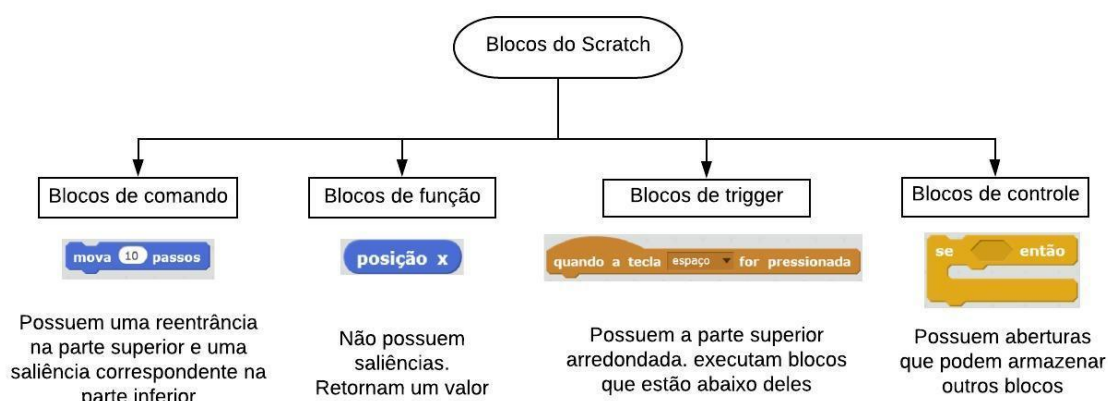 Blocos do Scratch
Blocos de comando
Blocos de função
Blocos de trigger
Blocos de controle
mova 10 passos
posição x
quando a tecla espaço for pressionada
se então
Possuem uma reentrância
na parte superior e uma
saliência correspondente na
parte inferior
Não possuem
saliências.
Retornam um valor
Possuem a parte superior
arredondada. executam blocos
que estão abaixo deles
Possuem aberturas
que podem armazenar
outros blocos